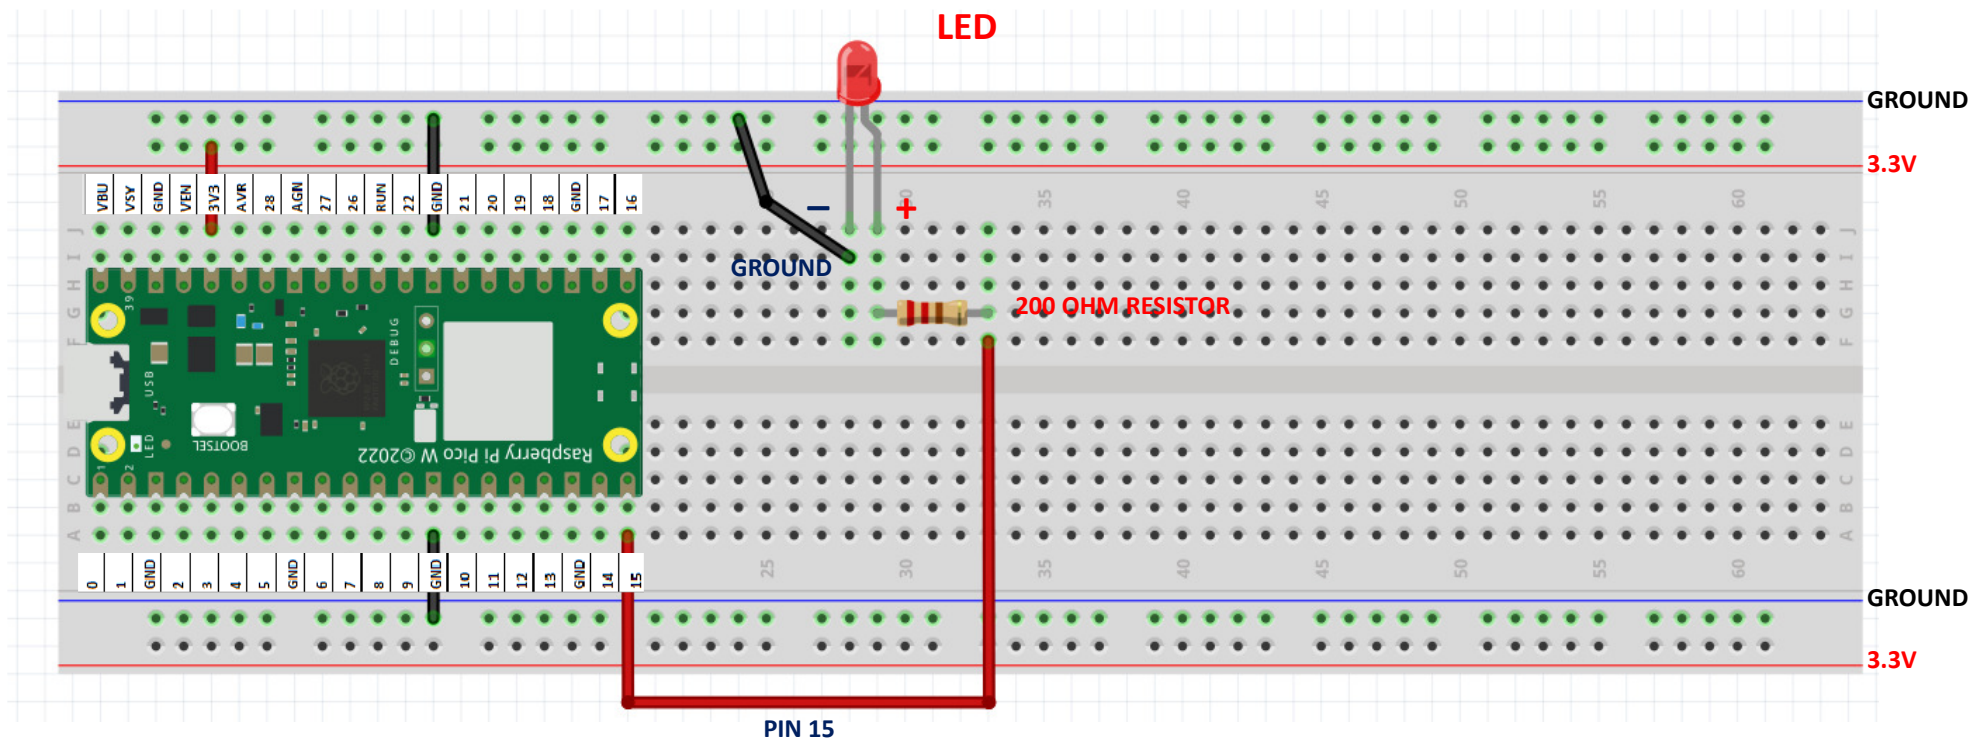 LED
GROUND
3.3V
VBU VSY GND VEN 3V3 AVR 28 AGN 27 26 RUN 22 GND 21 20 19 18 GND 17 16
30 35 40 45 50 55 60
− +
J J
I I
GROUND
H H
39
G G
200 OHM RESISTOR
DEBUG
F F
USB
E E
BOOTSEL
LED
D D
Raspberry Pi Pico W ©2022
1 2
C C
B B
A A
0 1 GND 2 3 4 5 GND 6 7 8 9 GND 10 11 12 13 GND 14 15
25 30 35 40 45 50 55 60
GROUND
3.3V
PIN 15